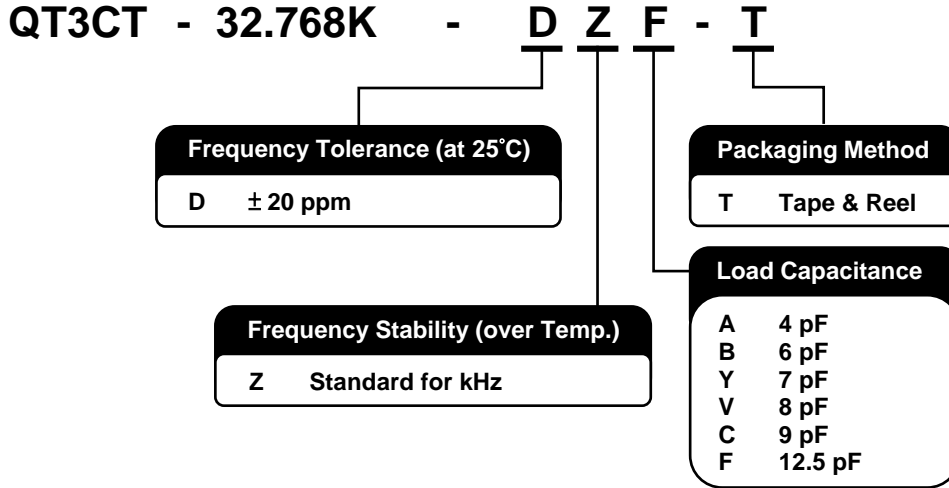 QT3CT - 32.768K - D Z F - T
Frequency Tolerance (at 25°C)
D ± 20 ppm
Packaging Method
T Tape & Reel
Load Capacitance
A 4 pF
B 6 pF
Y 7 pF
V 8 pF
C 9 pF
F 12.5 pF
Frequency Stability (over Temp.)
Z Standard for kHz